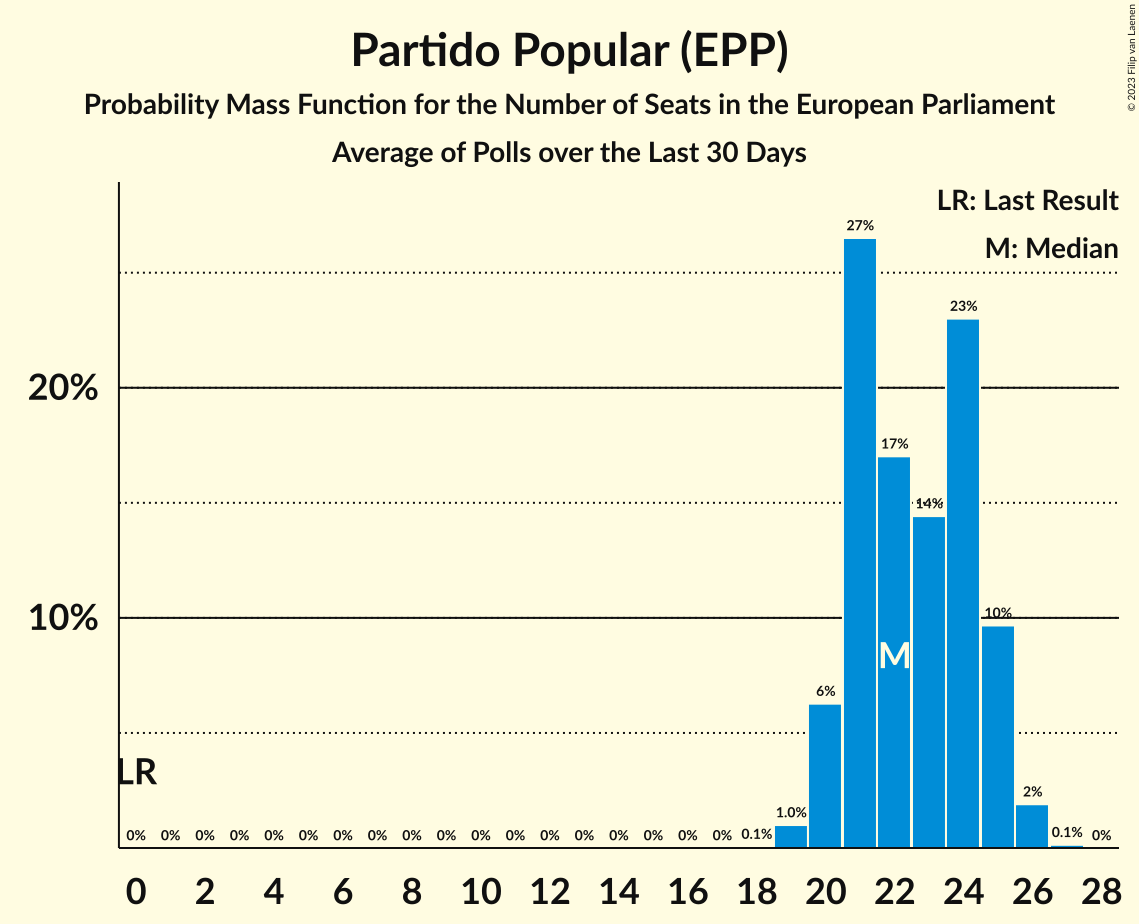 Partido Popular (EPP)
Probability Mass Function for the Number of Seats in the European Parliament
Average of Polls over the Last 30 Days
© 2023 Filip van Laenen
LR: Last Result
M: Median
27%
23%
20%
17%
14%
10%
10%
M
6%
LR
2%
1.0%
0% 0% 0% 0% 0% 0% 0% 0% 0% 0% 0% 0% 0% 0% 0% 0% 0% 0% 0.1% 0.1% 0%
0 2 4 6 8 10 12 14 16 18 20 22 24 26 28